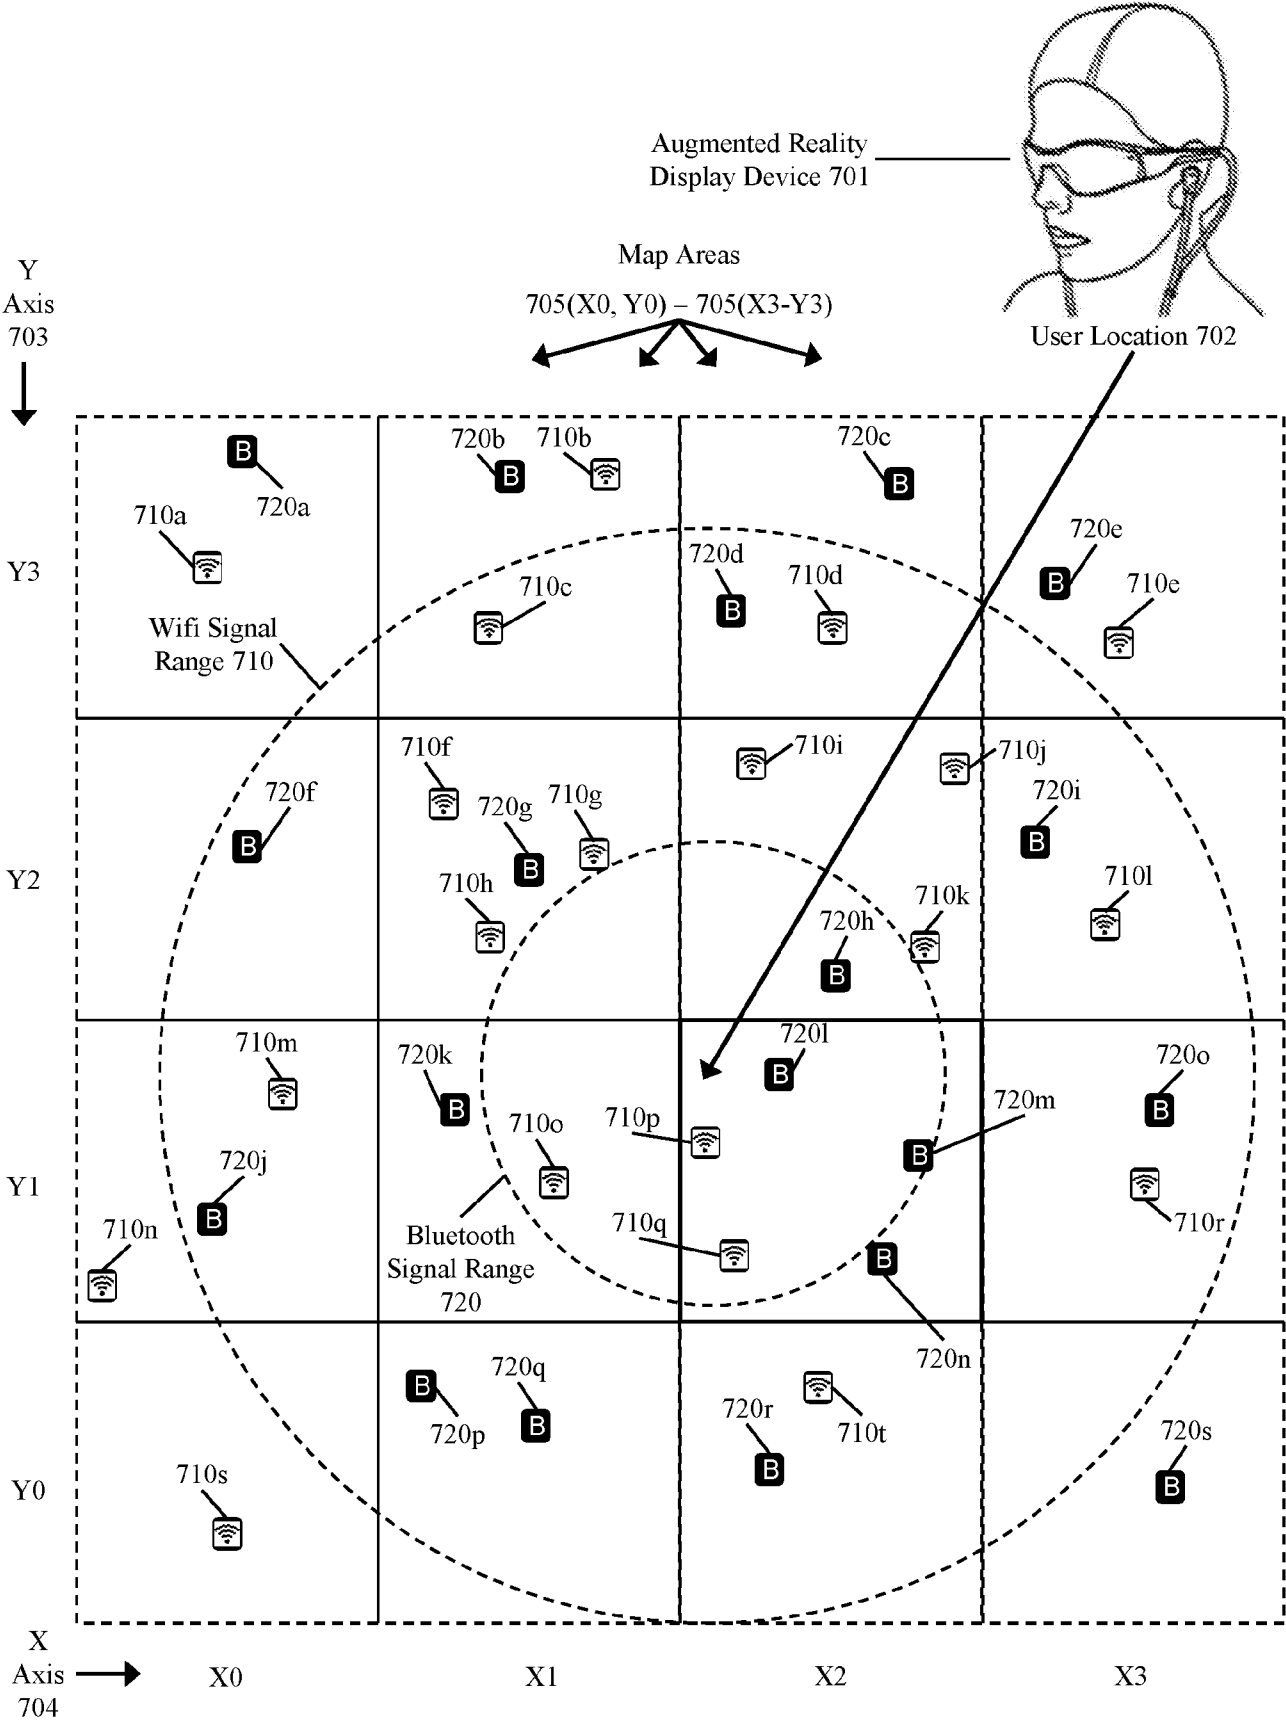 Augmented Reality
Display Device 701
Map Areas
705(X0, Y0) – 705(X3-Y3)
User Location 702
Y
Axis
703
720b
710b
720c
B
B
B
720a
710a
720e
720d
710d
B
710e
Y3
710c
B
Wifi Signal
Range 710
710f
710i
710j
720f
720g
710g
720i
B
B
B
Y2
710h
710l
710k
720h
B
710m
720k
720l
720o
B
720m
B
B
710o
710p
B
720j
Y1
B
710n
Bluetooth
Signal Range
720
710q
710r
B
720n
720q
B
720p
B
720r
710t
720s
710s
B
B
Y0
X
Axis
704
X0
X1
X2
X3